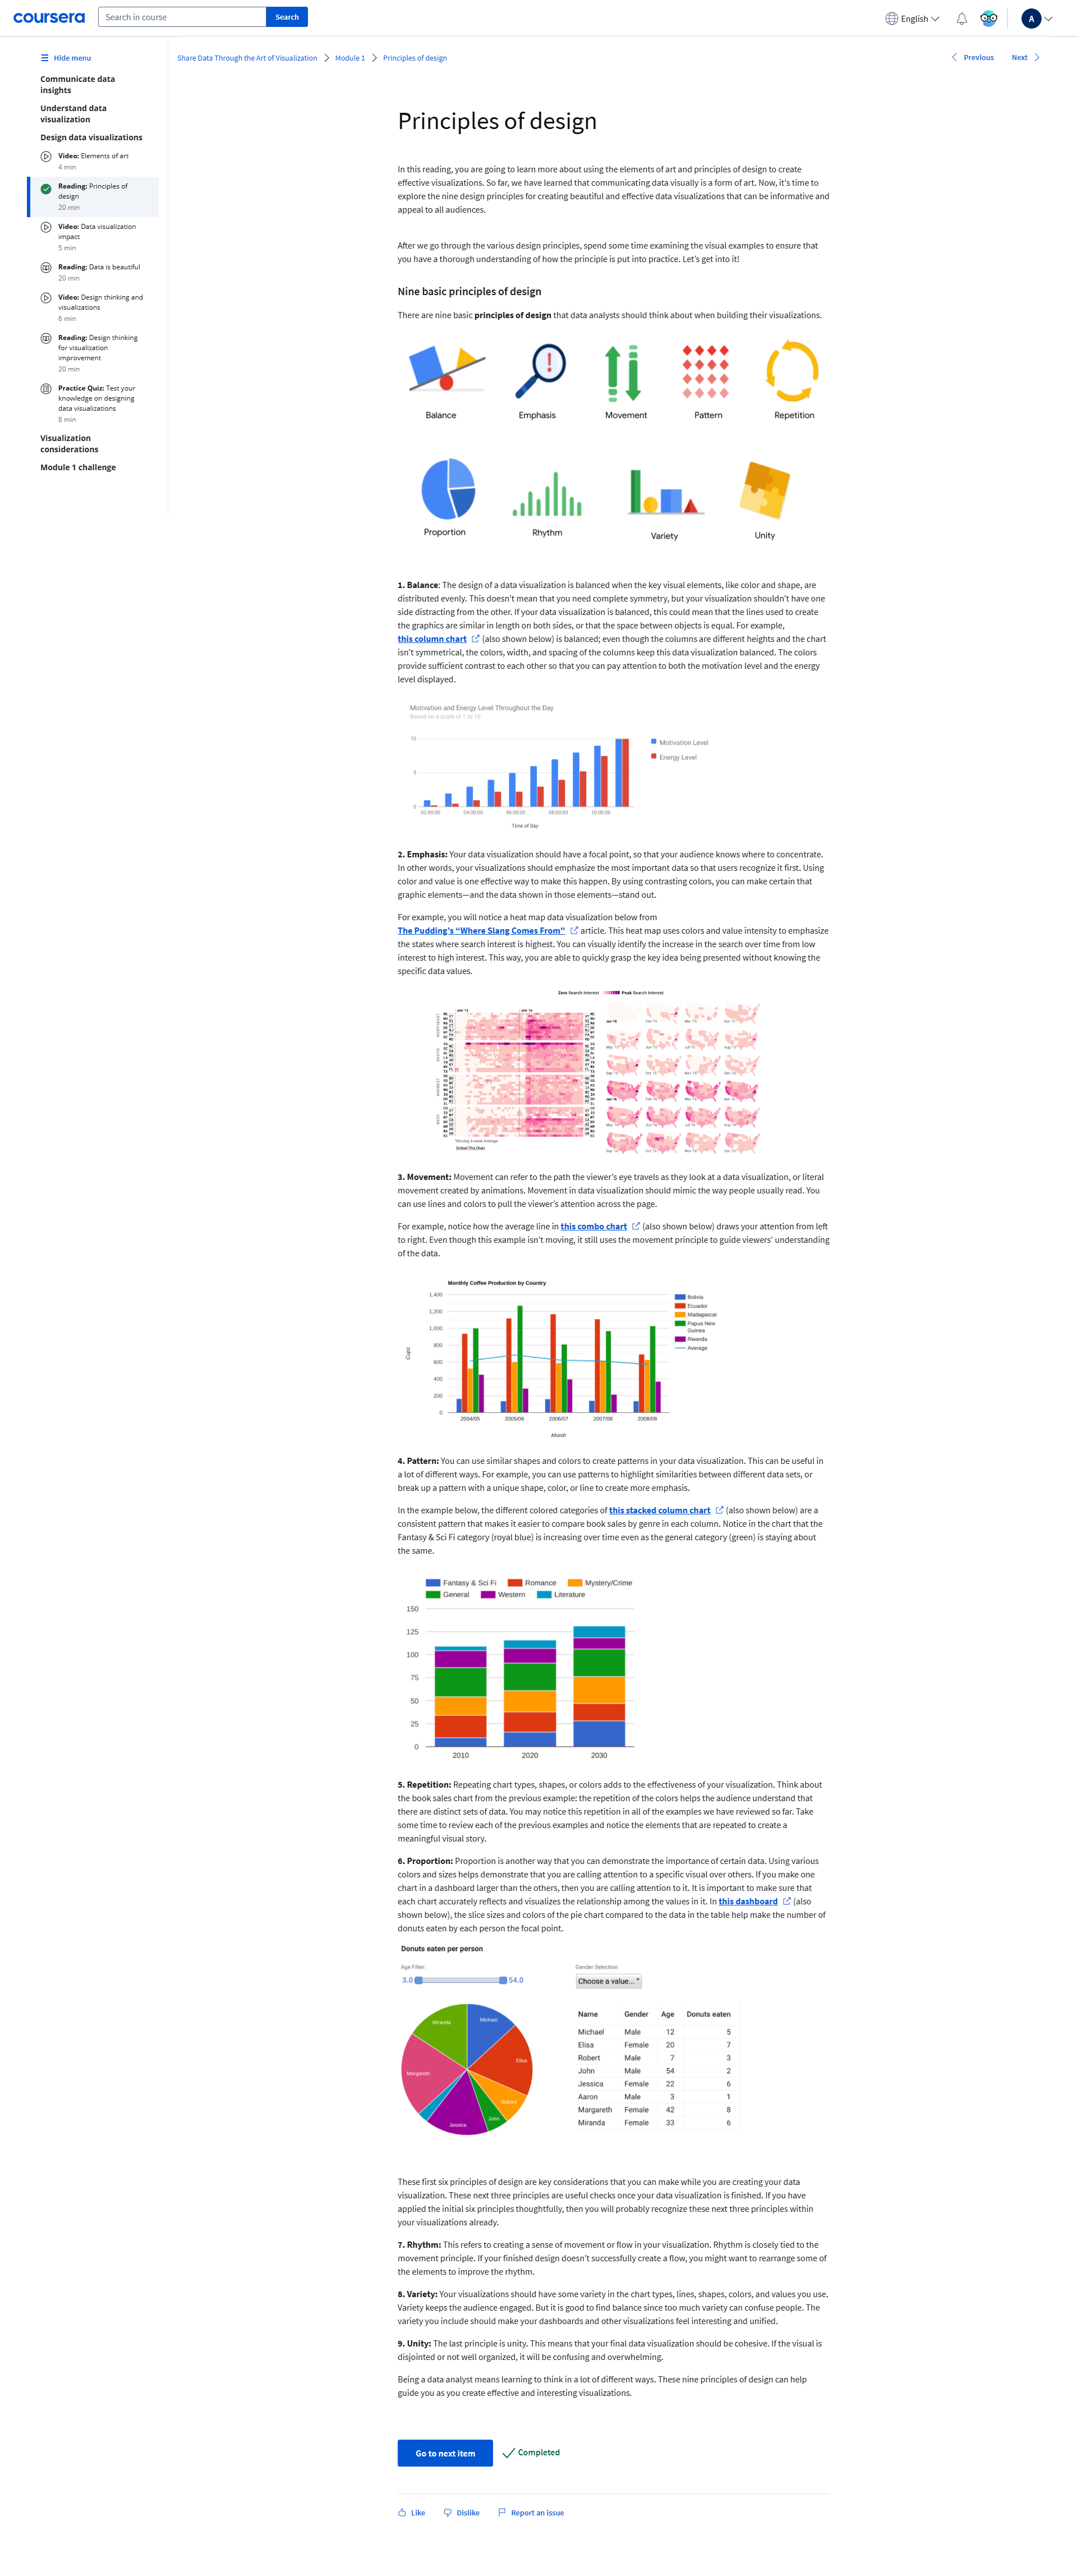 coursera
Search in course
Search
English
A
Hide menu
Communicate data
insights
Understand data
visualization
Design data visualizations
Video: Elements of art
4 min
Reading: Principles of
design
20 min
Video: Data visualization
impact
5 min
Reading: Data is beautiful
20 min
Video: Design thinking and
visualizations
6 min
Reading: Design thinking
for visualization
improvement
20 min
Practice Quiz: Test your
knowledge on designing
data visualizations
8 min
Visualization
considerations
Module 1 challenge
Share Data Through the Art of Visualization
Module 1
Principles of design
Previous
Next
Principles of design
In this reading, you are going to learn more about using the elements of art and principles of design to create
effective visualizations. So far, we have learned that communicating data visually is a form of art. Now, it's time to
explore the nine design principles for creating beautiful and effective data visualizations that can be informative and
appeal to all audiences.
After we go through the various design principles, spend some time examining the visual examples to ensure that
you have a thorough understanding of how the principle is put into practice. Let's get into it!
Nine basic principles of design
There are nine basic principles of design that data analysts should think about when building their visualizations.
Balance Emphasis Movement Pattern Repetition
Proportion Rhythm Variety Unity
1. Balance: The design of a data visualization is balanced when the key visual elements, like color and shape, are
distributed evenly. This doesn't mean that you need complete symmetry, but your visualization shouldn't have one
side distracting from the other. If your data visualization is balanced, this could mean that the lines used to create
the graphics are similar in length on both sides, or that the space between objects is equal. For example,
this column chart (also shown below) is balanced; even though the columns are different heights and the chart
isn't symmetrical, the colors, width, and spacing of the columns keep this data visualization balanced. The colors
provide sufficient contrast to each other so that you can pay attention to both the motivation level and the energy
level displayed.
Motivation and Energy Level Throughout the Day
Based on a scale of 1 to 10
10
5
0
Motivation Level
Energy Level
02:00:00 04:00:00 06:00:00 08:00:00 10:00:00
Time of Day
2. Emphasis: Your data visualization should have a focal point, so that your audience knows where to concentrate.
In other words, your visualizations should emphasize the most important data so that users recognize it first. Using
color and value is one effective way to make this happen. By using contrasting colors, you can make certain that
graphic elements—and the data shown in those elements—stand out.
For example, you will notice a heat map data visualization below from
The Pudding's “Where Slang Comes From” article. This heat map uses colors and value intensity to emphasize
the states where search interest is highest. You can visually identify the increase in the search over time from low
interest to high interest. This way, you are able to quickly grasp the key idea being presented without knowing the
specific data values.
Zero Search Interest Peak Search Interest
JAN '15 JAN '16
NORTHEAST
SOUTH
MIDWEST
WEST
*Moving 4-week Average
Embed This Chart
3. Movement: Movement can refer to the path the viewer's eye travels as they look at a data visualization, or literal
movement created by animations. Movement in data visualization should mimic the way people usually read. You
can use lines and colors to pull the viewer's attention across the page.
For example, notice how the average line in this combo chart (also shown below) draws your attention from left
to right. Even though this example isn't moving, it still uses the movement principle to guide viewers' understanding
of the data.
Monthly Coffee Production by Country
Cups
1,400
1,200
1,000
800
600
400
200
0
Bolivia
Ecuador
Madagascar
Papua New
Guinea
Rwanda
Average
2004/05 2005/06 2006/07 2007/08 2008/09
Month
4. Pattern: You can use similar shapes and colors to create patterns in your data visualization. This can be useful in
a lot of different ways. For example, you can use patterns to highlight similarities between different data sets, or
break up a pattern with a unique shape, color, or line to create more emphasis.
In the example below, the different colored categories of this stacked column chart (also shown below) are a
consistent pattern that makes it easier to compare book sales by genre in each column. Notice in the chart that the
Fantasy & Sci Fi category (royal blue) is increasing over time even as the general category (green) is staying about
the same.
Fantasy & Sci Fi Romance Mystery/Crime
General Western Literature
150
125
100
75
50
25
0
2010 2020 2030
5. Repetition: Repeating chart types, shapes, or colors adds to the effectiveness of your visualization. Think about
the book sales chart from the previous example: the repetition of the colors helps the audience understand that
there are distinct sets of data. You may notice this repetition in all of the examples we have reviewed so far. Take
some time to review each of the previous examples and notice the elements that are repeated to create a
meaningful visual story.
6. Proportion: Proportion is another way that you can demonstrate the importance of certain data. Using various
colors and sizes helps demonstrate that you are calling attention to a specific visual over others. If you make one
chart in a dashboard larger than the others, then you are calling attention to it. It is important to make sure that
each chart accurately reflects and visualizes the relationship among the values in it. In this dashboard (also
shown below), the slice sizes and colors of the pie chart compared to the data in the table help make the number of
donuts eaten by each person the focal point.
Donuts eaten per person
Age Filter:
3.0 54.0
Gender Selection:
Choose a value...
Michael
Elisa
Robert
John
Jessica
Margareth
Miranda
Name Gender Age Donuts eaten
Michael Male 12 5
Elisa Female 20 7
Robert Male 7 3
John Male 54 2
Jessica Female 22 6
Aaron Male 3 1
Margareth Female 42 8
Miranda Female 33 6
These first six principles of design are key considerations that you can make while you are creating your data
visualization. These next three principles are useful checks once your data visualization is finished. If you have
applied the initial six principles thoughtfully, then you will probably recognize these next three principles within
your visualizations already.
7. Rhythm: This refers to creating a sense of movement or flow in your visualization. Rhythm is closely tied to the
movement principle. If your finished design doesn't successfully create a flow, you might want to rearrange some of
the elements to improve the rhythm.
8. Variety: Your visualizations should have some variety in the chart types, lines, shapes, colors, and values you use.
Variety keeps the audience engaged. But it is good to find balance since too much variety can confuse people. The
variety you include should make your dashboards and other visualizations feel interesting and unified.
9. Unity: The last principle is unity. This means that your final data visualization should be cohesive. If the visual is
disjointed or not well organized, it will be confusing and overwhelming.
Being a data analyst means learning to think in a lot of different ways. These nine principles of design can help
guide you as you create effective and interesting visualizations.
Go to next item
Completed
Like
Dislike
Report an issue